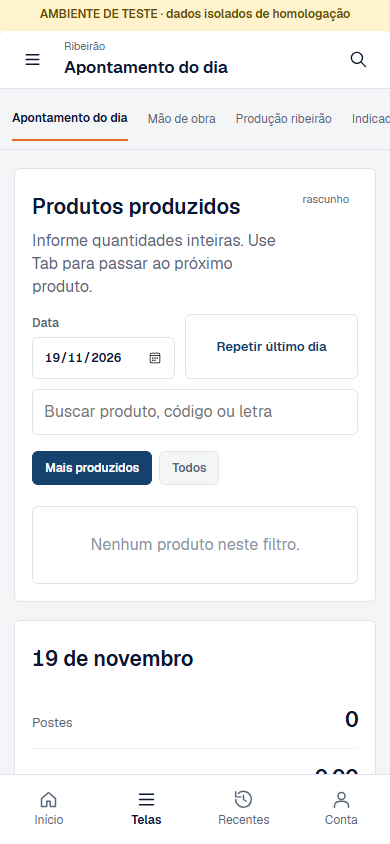 AMBIENTE DE TESTE · dados isolados de homologação
Ribeirão
Apontamento do dia
Apontamento do dia
Mão de obra
Produção ribeirão
Indicad
Produtos produzidos
rascunho
Informe quantidades inteiras. Use
Tab para passar ao próximo
produto.
Data
19/11/2026
Repetir último dia
Buscar produto, código ou letra
Mais produzidos
Todos
Nenhum produto neste filtro.
19 de novembro
Postes
0
Início
Telas
Recentes
Conta